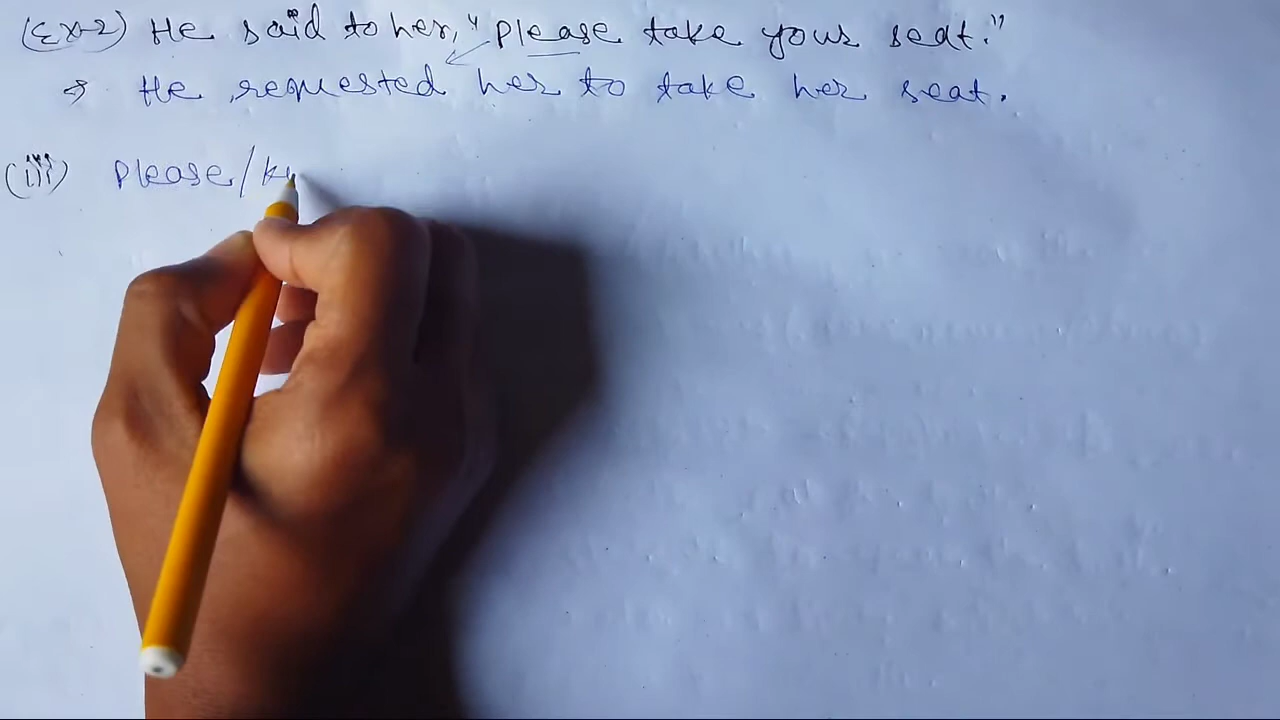 (Ex-2) He said to her, "please take your seat."
→ He requested her to take her seat.
(iii) Please/